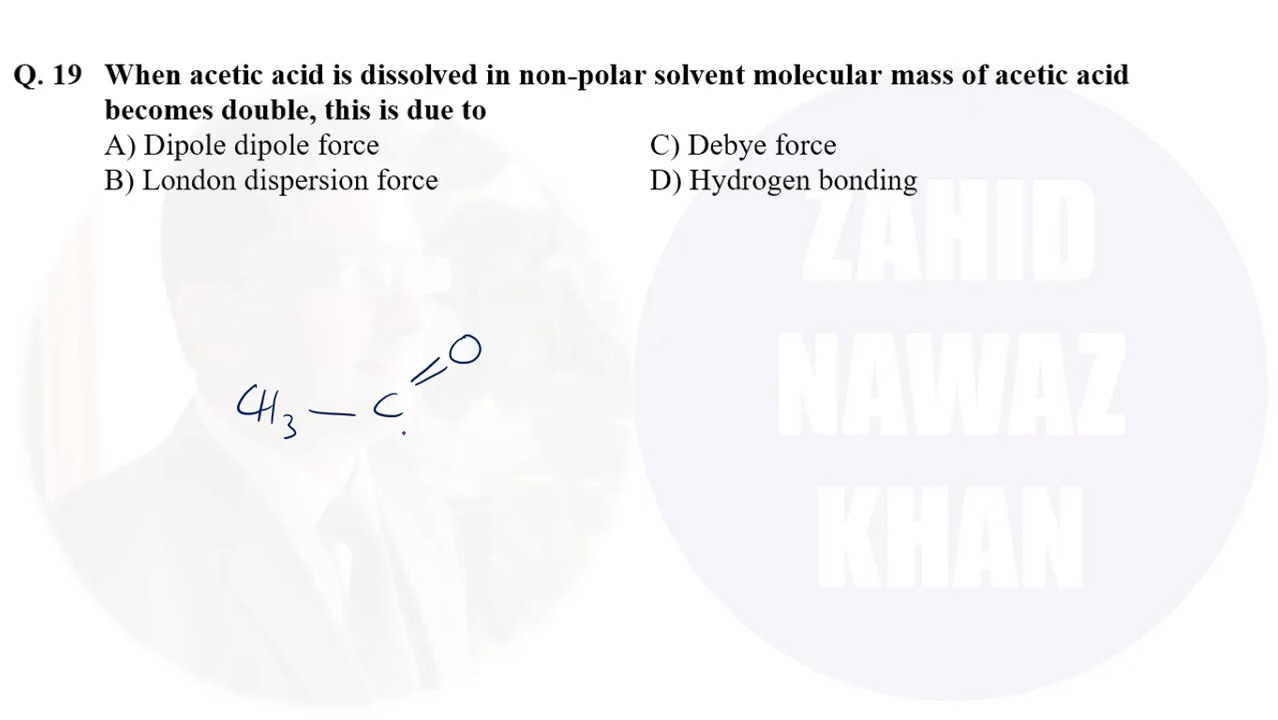 Q. 19 When acetic acid is dissolved in non-polar solvent molecular mass of acetic acid
becomes double, this is due to
A) Dipole dipole force C) Debye force
B) London dispersion force D) Hydrogen bonding
ZAHID
NAWAZ
KHAN
O
CH3 — C